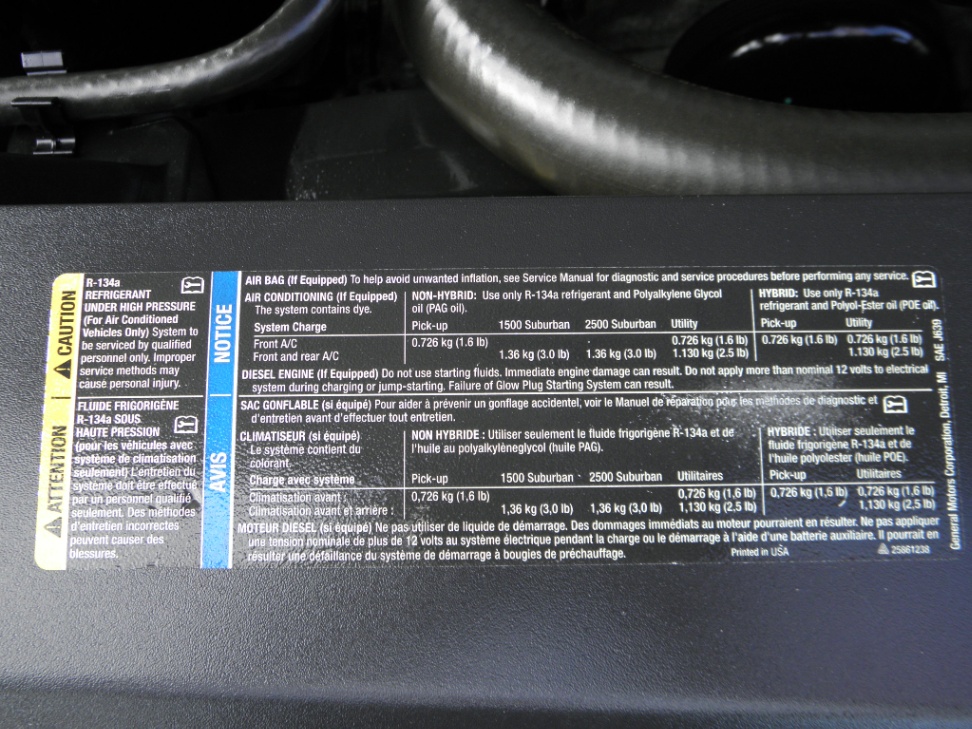 CAUTION
R-134a
REFRIGERANT
UNDER HIGH PRESSURE
(For Air Conditioned
Vehicles Only) System to
be serviced by qualified
personnel only. Improper
service methods may
cause personal injury.
ATTENTION
FLUIDE FRIGORIGÈNE
R-134a SOUS
HAUTE PRESSION
(pour les véhicules avec
système de climatisation
seulement) L'entretien du
système doit être effectué
par un personnel qualifié
seulement. Des méthodes
d'entretien incorrectes
peuvent causer des
blessures.
NOTICE
AIR BAG (If Equipped) To help avoid unwanted inflation, see Service Manual for diagnostic and service procedures before performing any service.
AIR CONDITIONING (If Equipped)
The system contains dye.
NON-HYBRID: Use only R-134a refrigerant and Polyalkylene Glycol
oil (PAG oil).
HYBRID: Use only R-134a
refrigerant and Polyol-Ester oil (POE oil).
System Charge Pick-up 1500 Suburban 2500 Suburban Utility Pick-up Utility
Front A/C 0.726 kg (1.6 lb) 0.726 kg (1.6 lb) 0.726 kg (1.6 lb) 0.726 kg (1.6 lb)
Front and rear A/C 1.36 kg (3.0 lb) 1.36 kg (3.0 lb) 1.130 kg (2.5 lb) 1.130 kg (2.5 lb)
DIESEL ENGINE (If Equipped) Do not use starting fluids. Immediate engine damage can result. Do not apply more than nominal 12 volts to electrical
system during charging or jump-starting. Failure of Glow Plug Starting System can result.
AVIS
SAC GONFLABLE (si équipé) Pour aider à prévenir un gonflage accidentel, voir le Manuel de réparation pour les méthodes de diagnostic et
d'entretien avant d'effectuer tout entretien.
CLIMATISEUR (si équipé)
Le système contient du
colorant.
NON HYBRIDE : Utiliser seulement le fluide frigorigène R-134a et de
l'huile au polyalkylèneglycol (huile PAG).
HYBRIDE : Utiliser seulement le
fluide frigorigène R-134a et de
l'huile polyolester (huile POE).
Charge avec système Pick-up 1500 Suburban 2500 Suburban Utilitaires Pick-up Utilitaires
Climatisation avant : 0,726 kg (1,6 lb) 0,726 kg (1,6 lb) 0,726 kg (1,6 lb) 0,726 kg (1,6 lb)
Climatisation avant et arrière : 1,36 kg (3,0 lb) 1,36 kg (3,0 lb) 1,130 kg (2,5 lb) 1,130 kg (2,5 lb)
MOTEUR DIESEL (si équipé) Ne pas utiliser de liquide de démarrage. Des dommages immédiats au moteur pourraient en résulter. Ne pas appliquer
une tension nominale de plus de 12 volts au système électrique pendant la charge ou le démarrage à l'aide d'une batterie auxiliaire. Il pourrait en
résulter une défaillance du système de démarrage à bougies de préchauffage.
Printed in USA 25861238
General Motors Corporation, Detroit, MI SAE J639